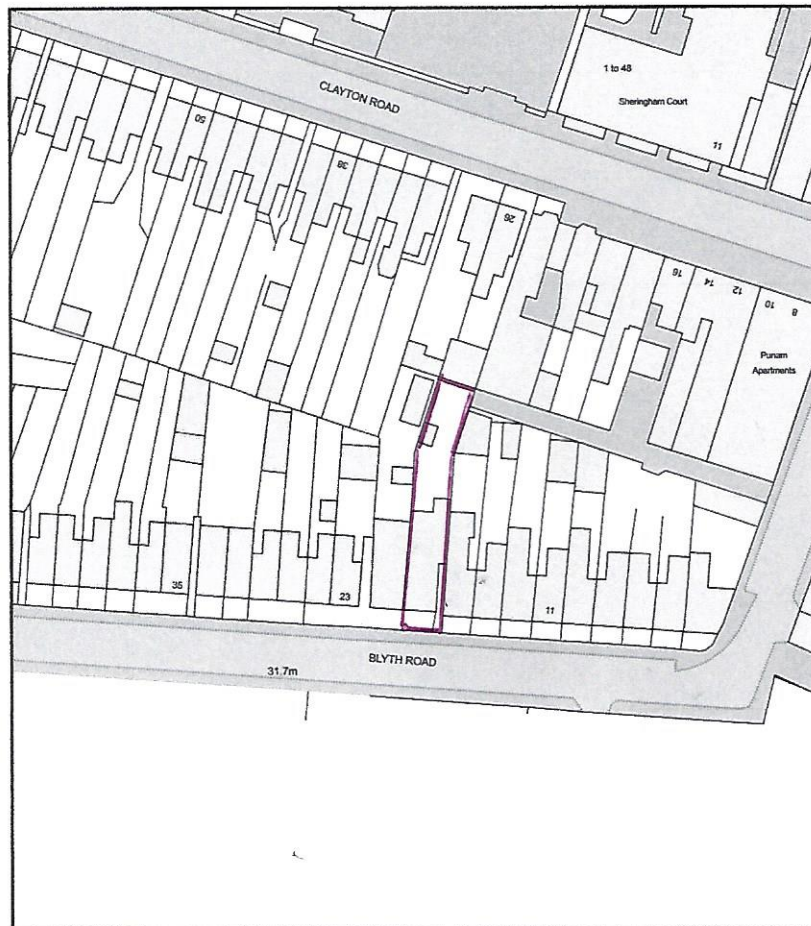 1 to 48
Sheringham Court
CLAYTON ROAD
11
50
38
26
16
14
12
10
8
Punam
Apartments
35
23
11
BLYTH ROAD
31.7m